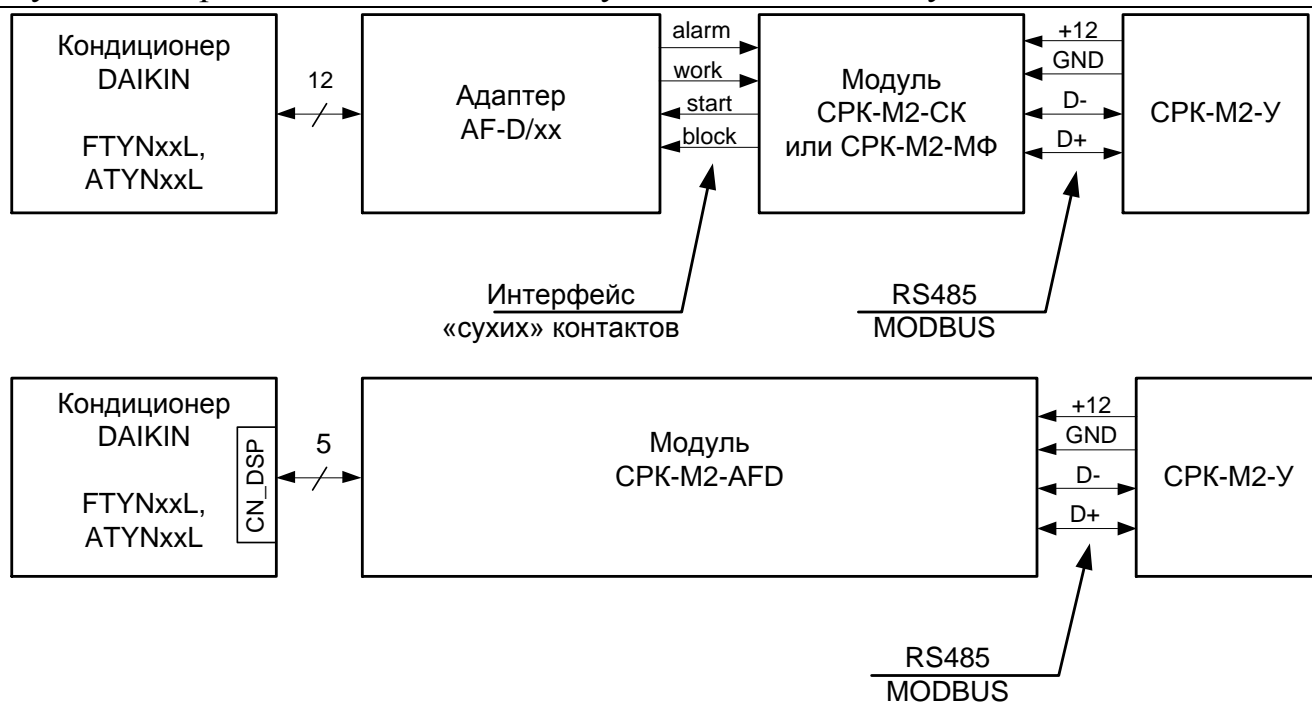 Кондиционер
DAIKIN
FTYNxxL,
ATYNxxL
12
Адаптер
AF-D/xx
alarm
work
start
block
Модуль
СРК-М2-СК
или СРК-М2-МФ
+12
GND
D-
D+
СРК-М2-У
Интерфейс
«сухих» контактов
RS485
MODBUS
Кондиционер
DAIKIN
FTYNxxL,
ATYNxxL
CN_DSP
5
Модуль
СРК-М2-AFD
+12
GND
D-
D+
СРК-М2-У
RS485
MODBUS